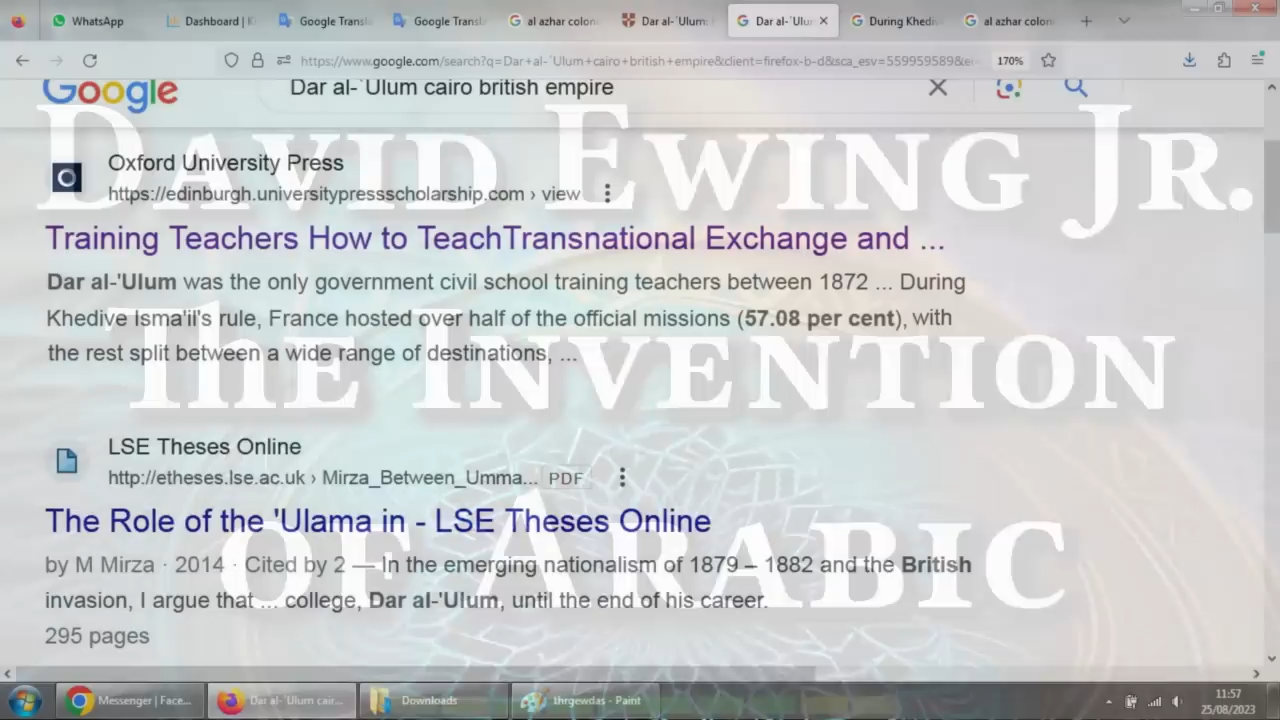 WhatsApp
Dashboard | K
Google Transl
Google Transl
al azhar colon
Dar al-ʿUlum:
Dar al-ʿUlu
During Khediv
al azhar colon
https://www.google.com/search?q=Dar+al-`Ulum+cairo+british+empire&client=firefox-b-d&sca_esv=559959589&ei=
170%
Google
Dar al-`Ulum cairo british empire
David Ewing Jr.
Oxford University Press
https://edinburgh.universitypressscholarship.com › view
Training Teachers How to TeachTransnational Exchange and ...
Dar al-'Ulum was the only government civil school training teachers between 1872 ... During
Khedive Isma'il's rule, France hosted over half of the official missions (57.08 per cent), with
the rest split between a wide range of destinations, ...
The Invention
LSE Theses Online
http://etheses.lse.ac.uk › Mirza_Between_Umma... PDF
The Role of the 'Ulama in - LSE Theses Online
of Arabic
by M Mirza · 2014 · Cited by 2 — In the emerging nationalism of 1879 – 1882 and the British
invasion, I argue that ... college, Dar al-'Ulum, until the end of his career.
295 pages
Messenger | Face...
Dar al-`Ulum cair...
Downloads
thrgewdas - Paint
11:57
25/08/2023